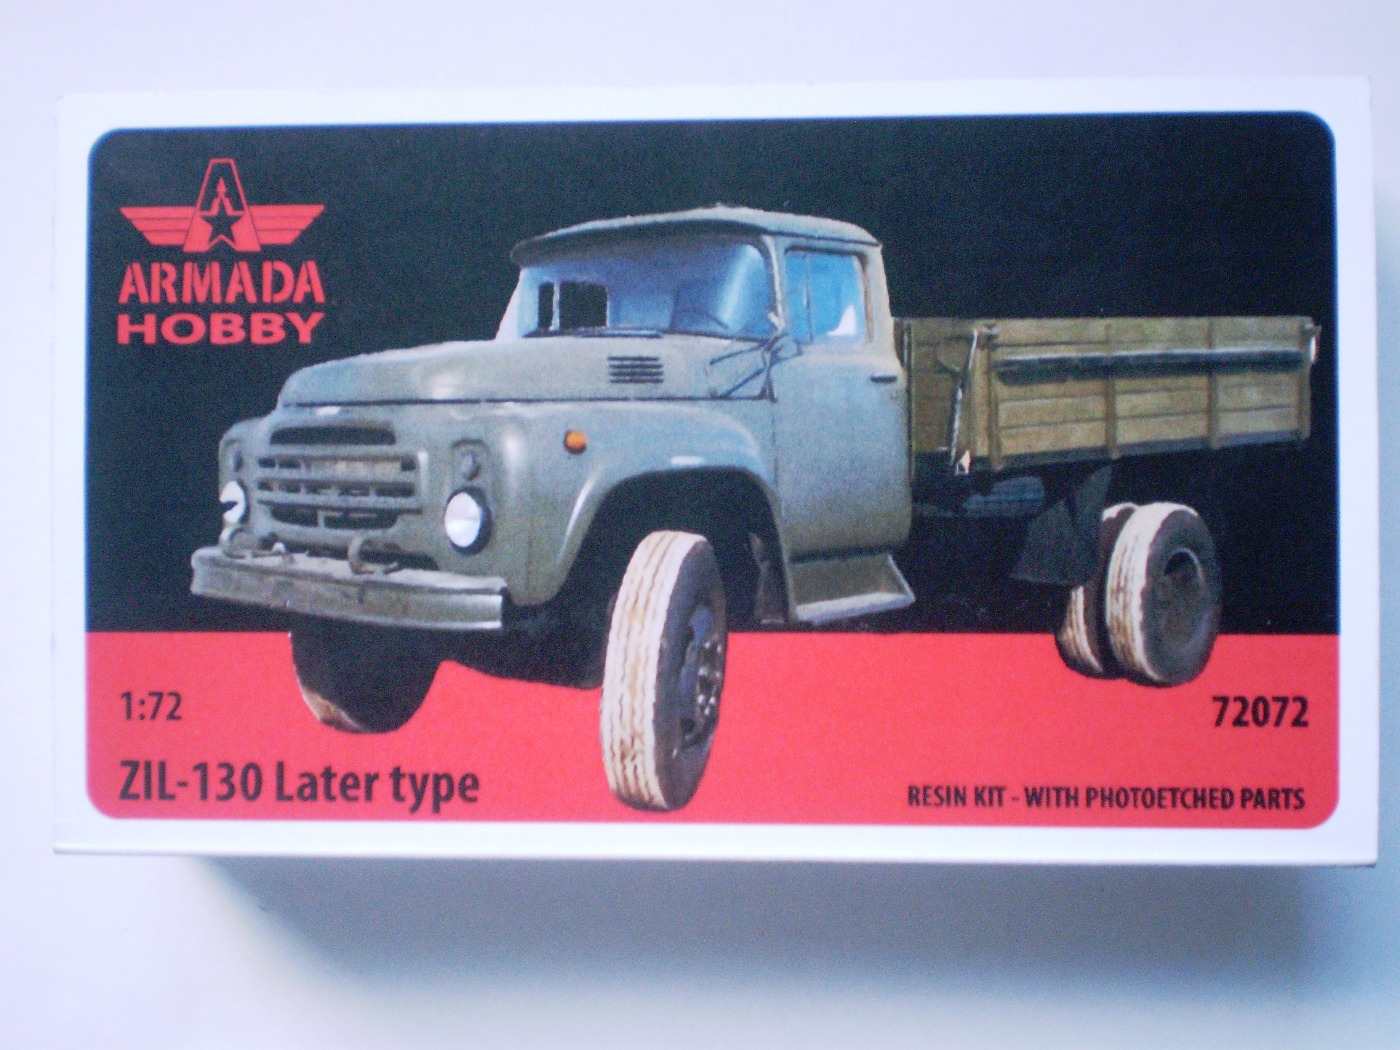 ARMADA
HOBBY
1:72
72072
ZIL-130 Later type
RESIN KIT - WITH PHOTOETCHED PARTS